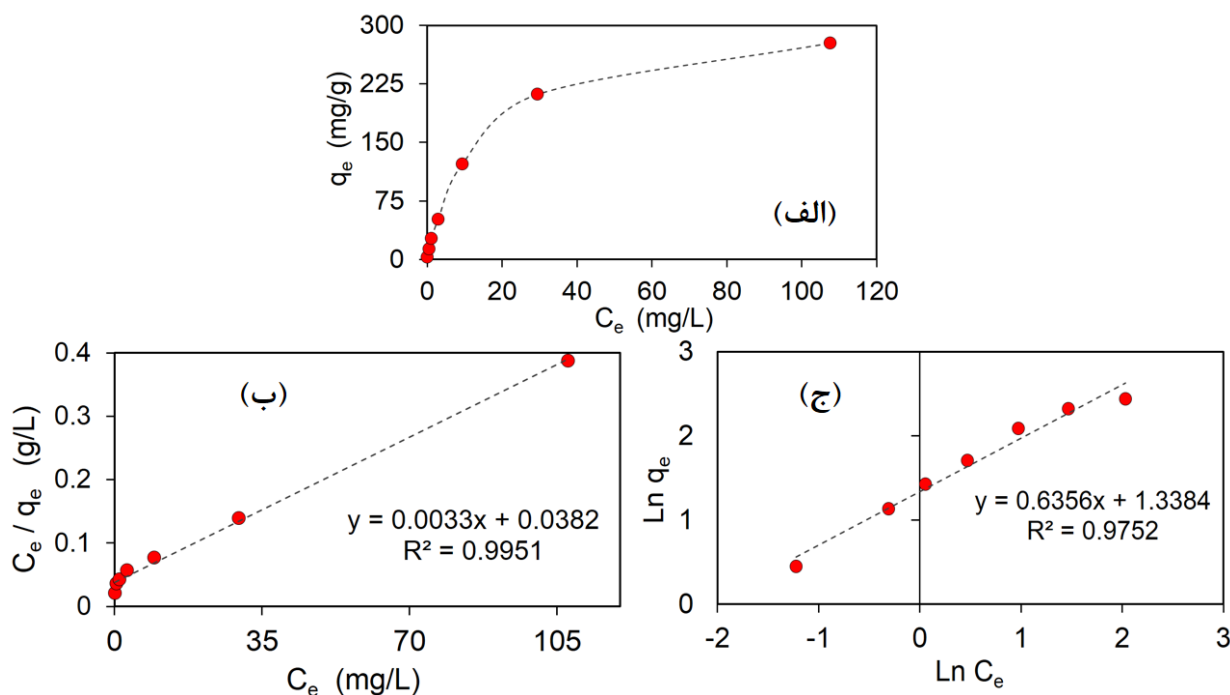 300
225
150
75
0
qₑ (mg/g)
(الف)
0 20 40 60 80 100 120
Cₑ (mg/L)
0.4
0.3
0.2
0.1
0
Cₑ / qₑ (g/L)
(ب)
y = 0.0033x + 0.0382
R² = 0.9951
0 35 70 105
Cₑ (mg/L)
3
2
1
0
Ln qₑ
(ج)
y = 0.6356x + 1.3384
R² = 0.9752
-2 -1 0 1 2 3
Ln Cₑ